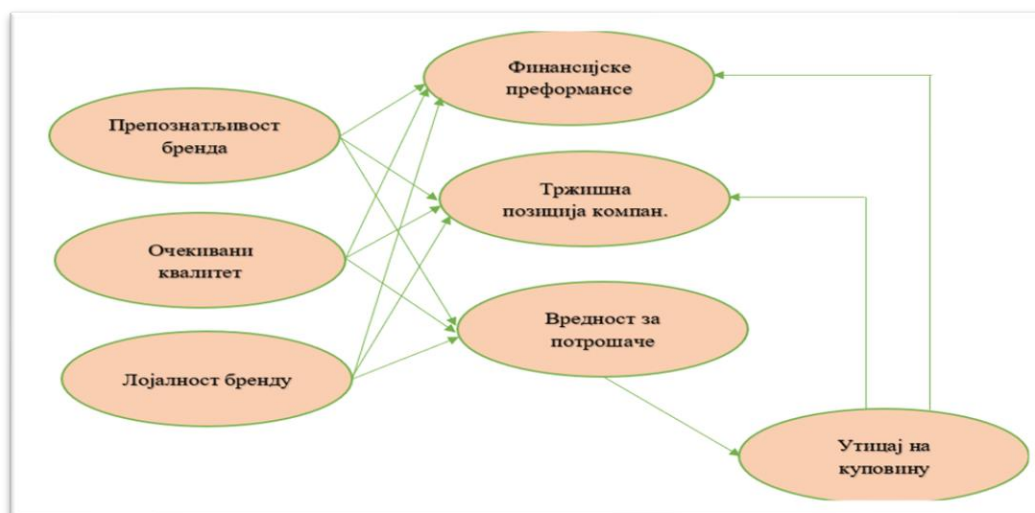 Финансијске
преформансе
Препознатљивост
бренда
Тржишна
позиција компан.
Очекивани
квалитет
Вредност за
потрошаче
Лојалност бренду
Утицај на
куповину